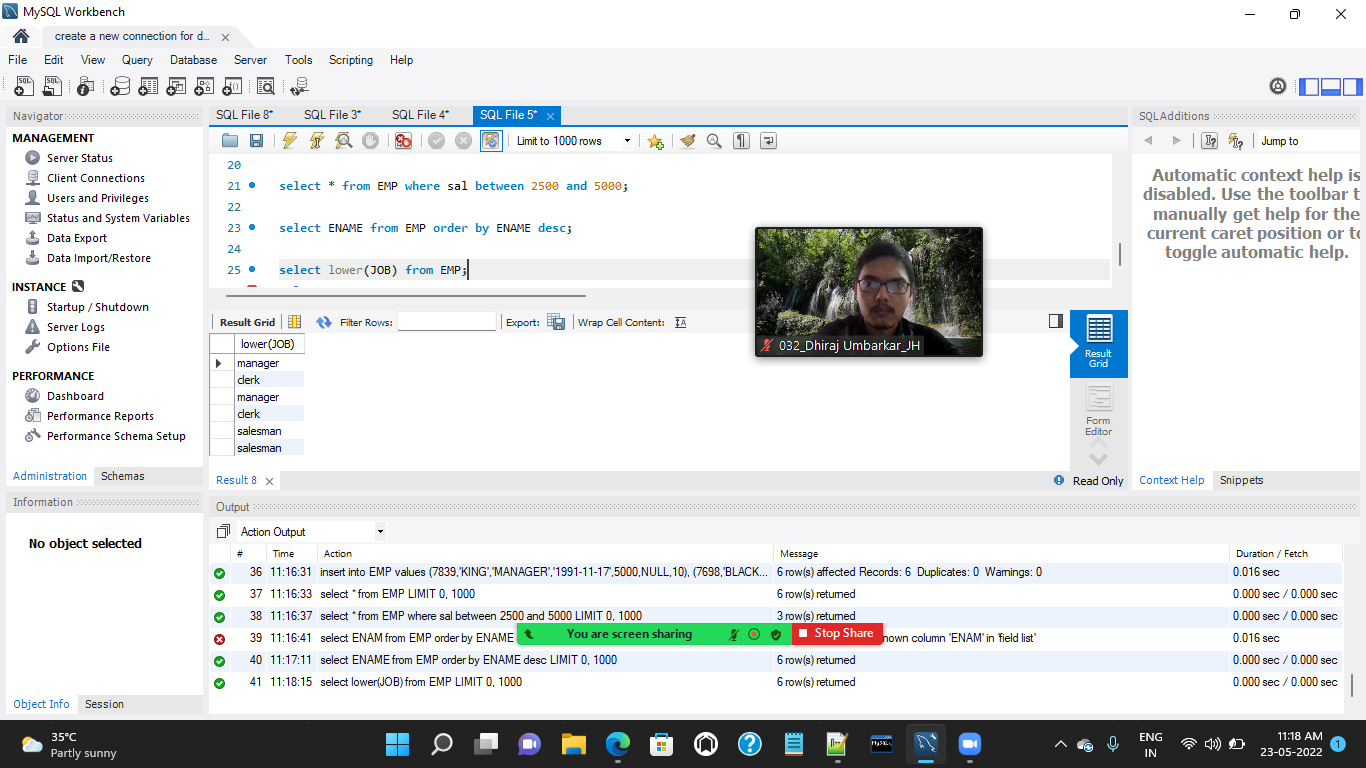 MySQL Workbench
create a new connection for d...
File Edit View Query Database Server Tools Scripting Help
Navigator
MANAGEMENT
Server Status
Client Connections
Users and Privileges
Status and System Variables
Data Export
Data Import/Restore
INSTANCE
Startup / Shutdown
Server Logs
Options File
PERFORMANCE
Dashboard
Performance Reports
Performance Schema Setup
Administration Schemas
Information
No object selected
Object Info Session
SQL File 8* SQL File 3* SQL File 4* SQL File 5*
Limit to 1000 rows
20
21 select * from EMP where sal between 2500 and 5000;
22
23 select ENAME from EMP order by ENAME desc;
24
25 select lower(JOB) from EMP;
032_Dhiraj Umbarkar_JH
Result Grid Filter Rows: Export: Wrap Cell Content:
lower(JOB)
manager
clerk
manager
clerk
salesman
salesman
Result Grid
Form Editor
Result 8 Read Only
SQLAdditions
Jump to
Automatic context help is
disabled. Use the toolbar t
manually get help for the
current caret position or to
toggle automatic help.
Context Help Snippets
Output
Action Output
# Time Action Message Duration / Fetch
36 11:16:31 insert into EMP values (7839,'KING','MANAGER','1991-11-17',5000,NULL,10), (7698,'BLACK... 6 row(s) affected Records: 6 Duplicates: 0 Warnings: 0 0.016 sec
37 11:16:33 select * from EMP LIMIT 0, 1000 6 row(s) returned 0.000 sec / 0.000 sec
38 11:16:37 select * from EMP where sal between 2500 and 5000 LIMIT 0, 1000 3 row(s) returned 0.000 sec / 0.000 sec
39 11:16:41 select ENAM from EMP order by ENAME nown column 'ENAM' in 'field list' 0.016 sec
You are screen sharing Stop Share
40 11:17:11 select ENAME from EMP order by ENAME desc LIMIT 0, 1000 6 row(s) returned 0.000 sec / 0.000 sec
41 11:18:15 select lower(JOB) from EMP LIMIT 0, 1000 6 row(s) returned 0.000 sec / 0.000 sec
35°C
Partly sunny
ENG
IN
11:18 AM
23-05-2022
1